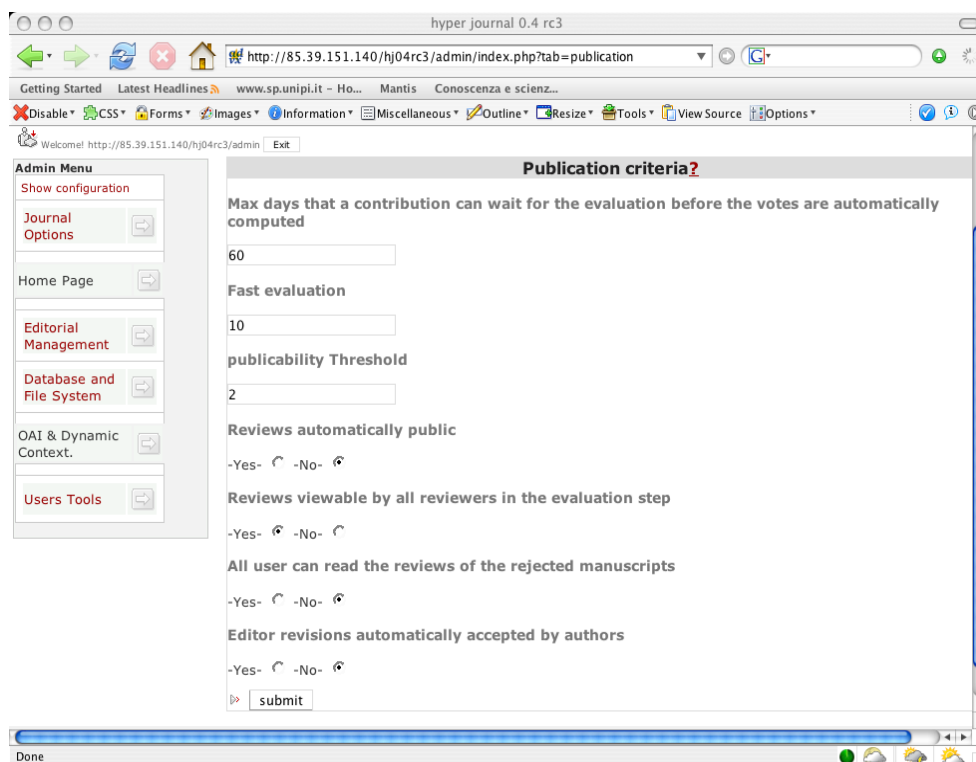 hyper journal 0.4 rc3
http://85.39.151.140/hj04rc3/admin/index.php?tab=publication
G
Getting Started Latest Headlines www.sp.unipi.it – Ho... Mantis Conoscenza e scienz...
Disable CSS Forms Images Information Miscellaneous Outline Resize Tools View Source Options
Welcome! http://85.39.151.140/hj04rc3/admin Exit
Admin Menu
Show configuration
Journal
Options
Home Page
Editorial
Management
Database and
File System
OAI & Dynamic
Context.
Users Tools
Publication criteria?
Max days that a contribution can wait for the evaluation before the votes are automatically
computed
60
Fast evaluation
10
publicability Threshold
2
Reviews automatically public
-Yes- -No-
Reviews viewable by all reviewers in the evaluation step
-Yes- -No-
All user can read the reviews of the rejected manuscripts
-Yes- -No-
Editor revisions automatically accepted by authors
-Yes- -No-
submit
Done